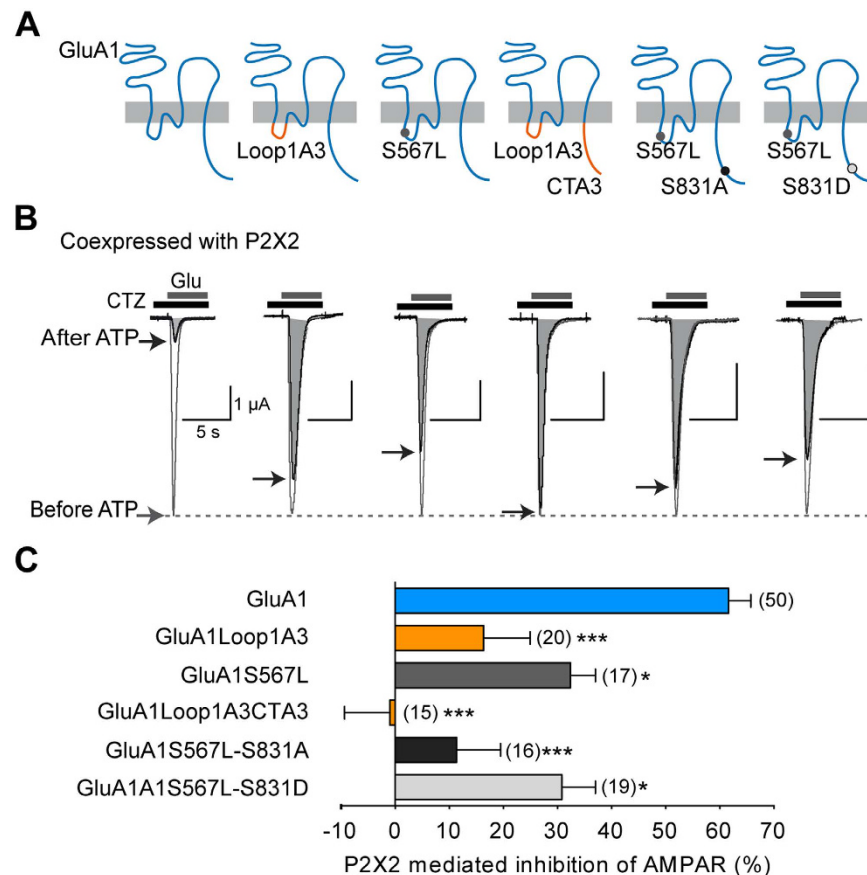 A
GluA1
Loop1A3
S567L
Loop1A3
CTA3
S567L
S831A
S567L
S831D
B
Coexpressed with P2X2
Glu
CTZ
After ATP
1 µA
5 s
Before ATP
C
GluA1 (50)
GluA1Loop1A3 (20) ***
GluA1S567L (17) *
GluA1Loop1A3CTA3 (15) ***
GluA1S567L-S831A (16)***
GluA1A1S567L-S831D (19)*
-10 0 10 20 30 40 50 60 70
P2X2 mediated inhibition of AMPAR (%)